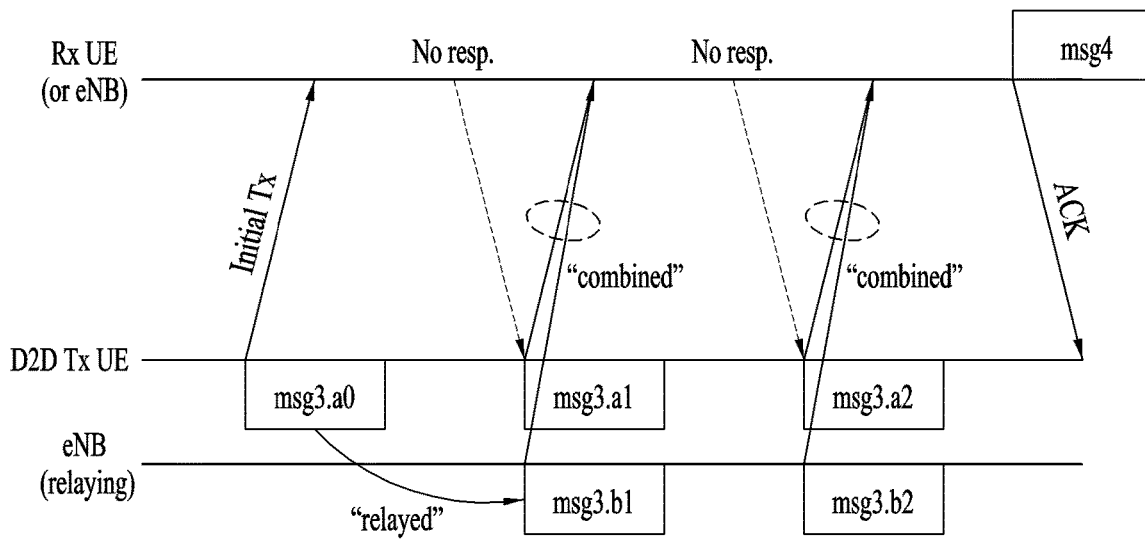 Rx UE
(or eNB)
No resp.
No resp.
msg4
Initial Tx
“combined”
“combined”
ACK
D2D Tx UE
msg3.a0
msg3.a1
msg3.a2
eNB
(relaying)
“relayed”
msg3.b1
msg3.b2